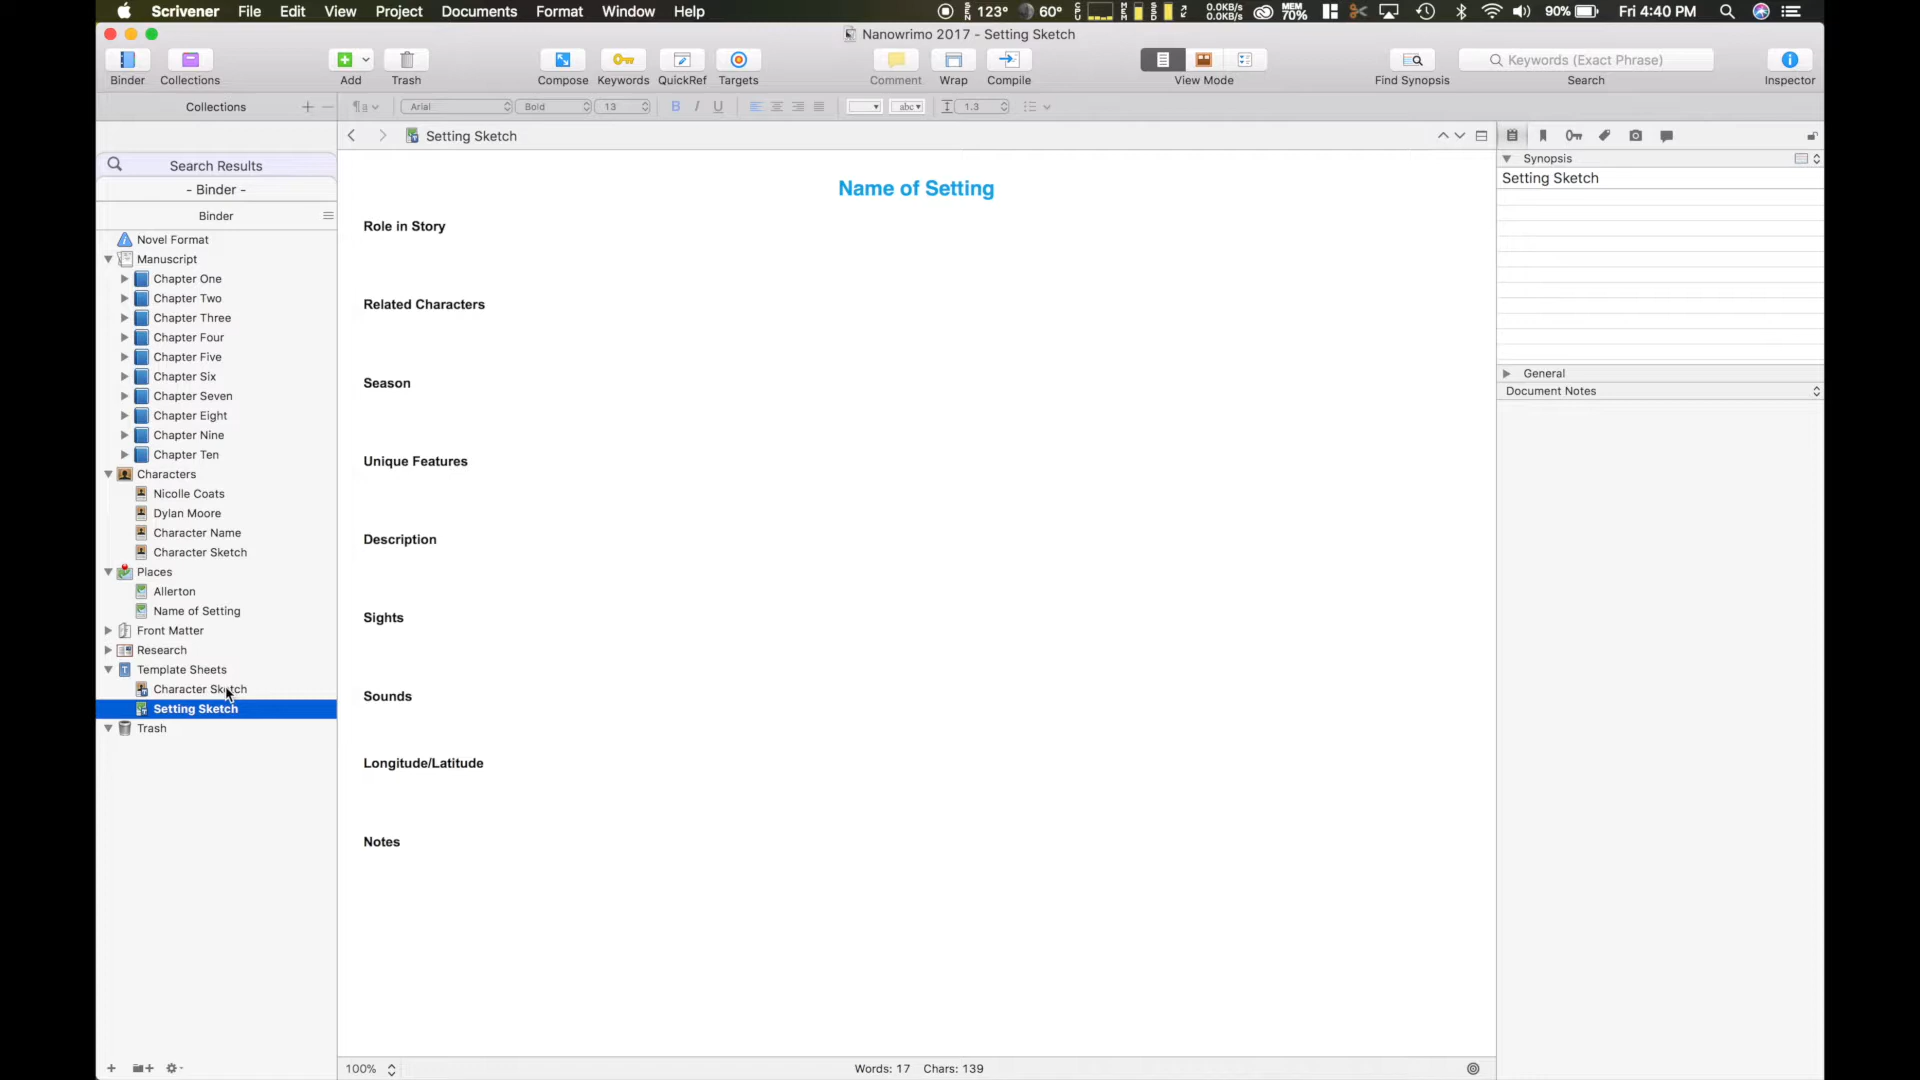 Scrivener File Edit View Project Documents Format Window Help 123° 60° 0.0KB/s 0.0KB/s MEM 70% 90% Fri 4:40 PM
Nanowrimo 2017 - Setting Sketch
Binder Collections Add Trash Compose Keywords QuickRef Targets Comment Wrap Compile View Mode Find Synopsis Keywords (Exact Phrase) Search Inspector
Collections Arial Bold 13 B I U abc 1.3
Setting Sketch
Search Results
- Binder -
Binder
Novel Format
Manuscript
Chapter One
Chapter Two
Chapter Three
Chapter Four
Chapter Five
Chapter Six
Chapter Seven
Chapter Eight
Chapter Nine
Chapter Ten
Characters
Nicolle Coats
Dylan Moore
Character Name
Character Sketch
Places
Allerton
Name of Setting
Front Matter
Research
Template Sheets
Character Sketch
Setting Sketch
Trash
Name of Setting
Role in Story
Related Characters
Season
Unique Features
Description
Sights
Sounds
Longitude/Latitude
Notes
Synopsis
Setting Sketch
General
Document Notes
100% Words: 17 Chars: 139